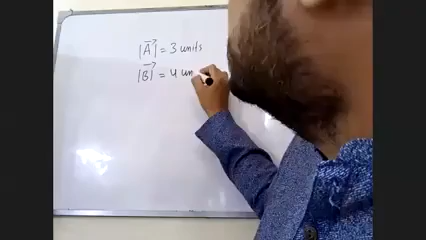 |A⃗| = 3 units
|B⃗| = 4 un